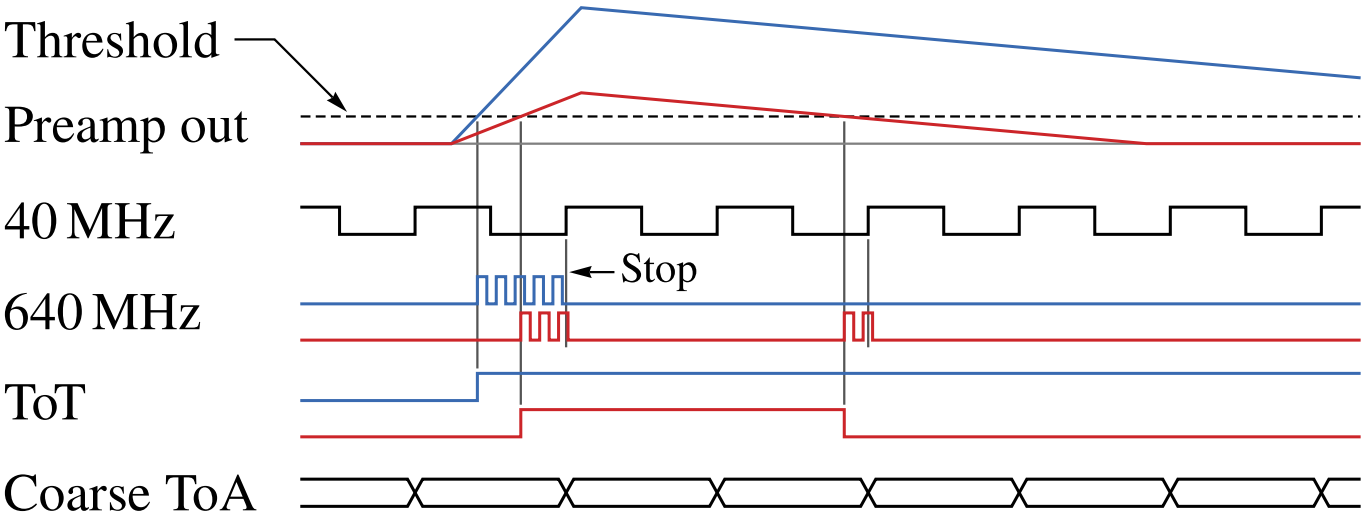 Threshold
Preamp out
40 MHz
Stop
640 MHz
ToT
Coarse ToA